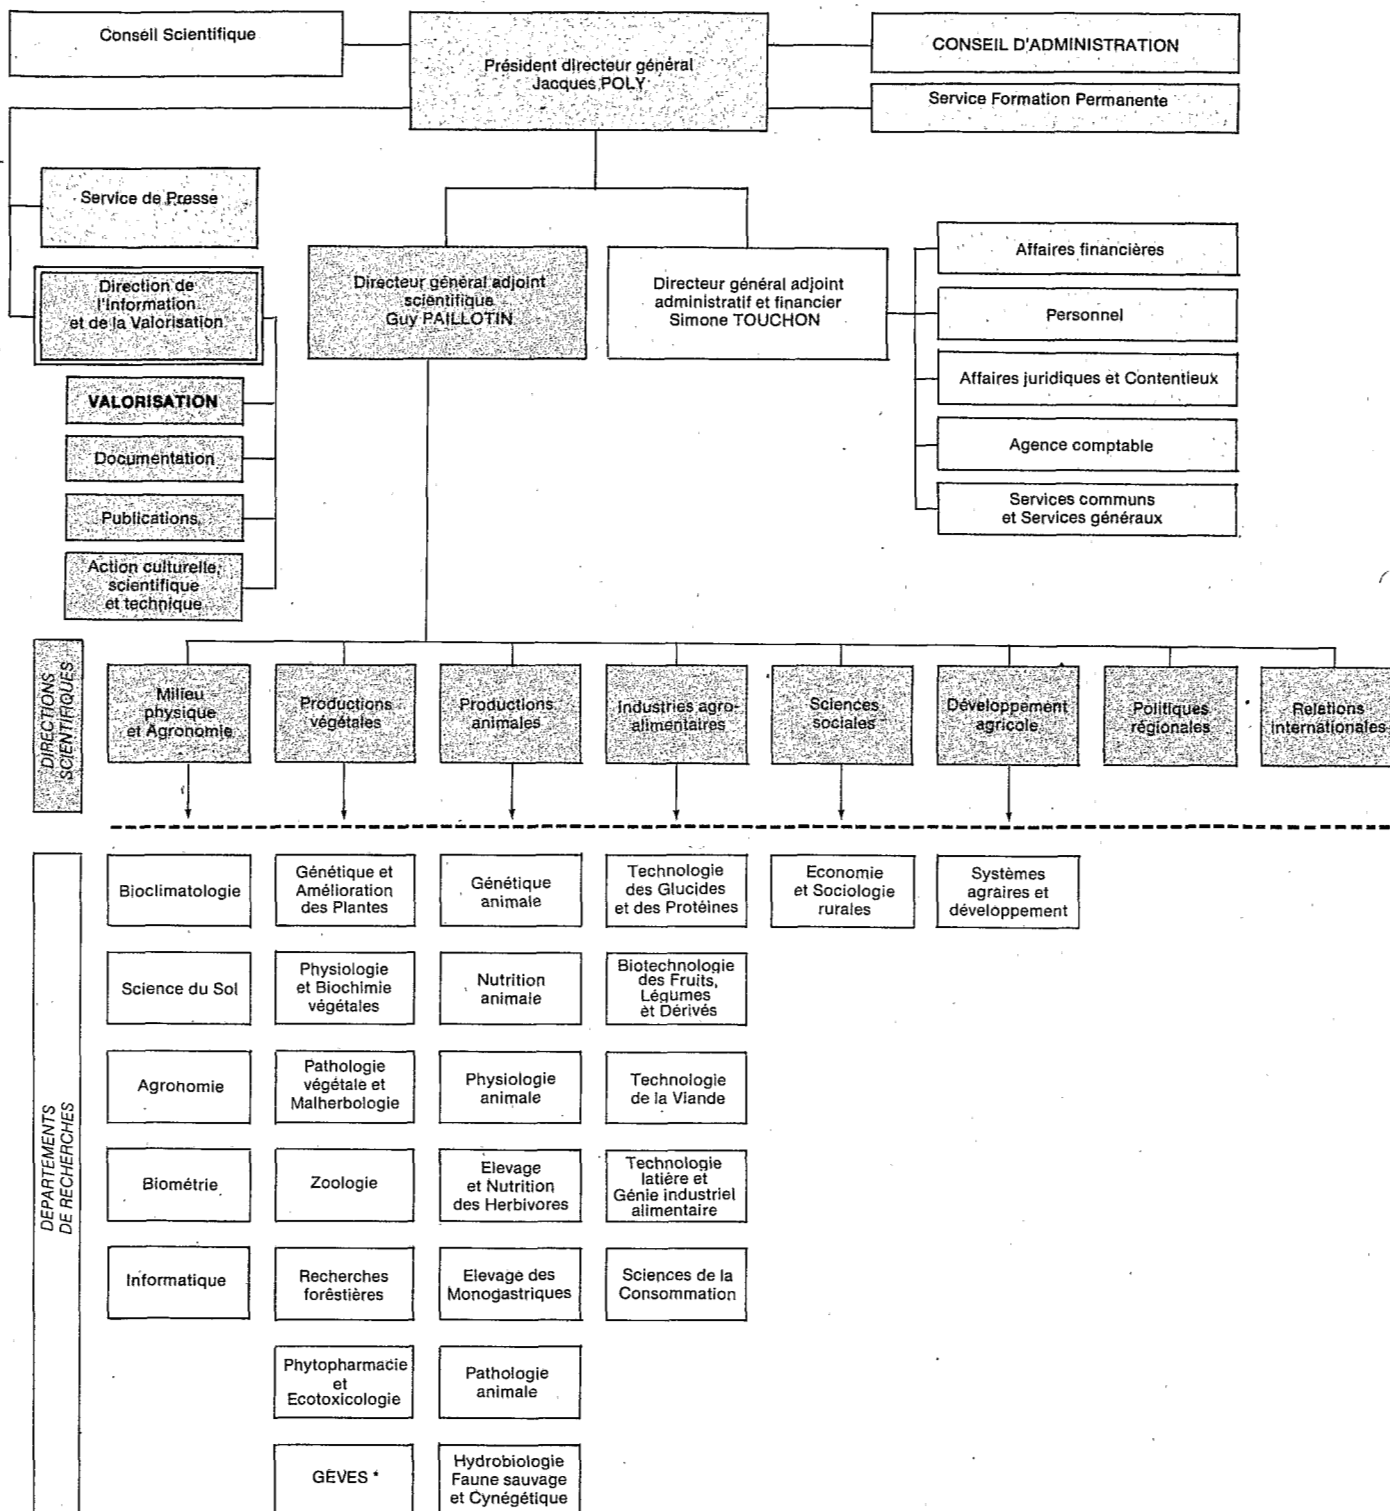 Conseil Scientifique
Président directeur général
Jacques POLY
CONSEIL D'ADMINISTRATION
Service Formation Permanente
Service de Presse
Direction de
l'Information
et de la Valorisation
VALORISATION
Documentation
Publications
Action culturelle,
scientifique
et technique
Directeur général adjoint
scientifique
Guy PAILLOTIN
Directeur général adjoint
administratif et financier
Simone TOUCHON
Affaires financières
Personnel
Affaires juridiques et Contentieux
Agence comptable
Services communs
et Services généraux
DIRECTIONS
SCIENTIFIQUES
Milieu
physique
et Agronomie
Productions
végétales
Productions
animales
Industries agro-
alimentaires
Sciences
sociales
Développement
agricole
Politiques
régionales
Relations
internationales
DEPARTEMENTS
DE RECHERCHES
Bioclimatologie
Génétique et
Amélioration
des Plantes
Génétique
animale
Technologie
des Glucides
et des Protéines
Economie
et Sociologie
rurales
Systèmes
agraires et
développement
Science du Sol
Physiologie
et Biochimie
végétales
Nutrition
animale
Biotechnologie
des Fruits,
Légumes
et Dérivés
Agronomie
Pathologie
végétale et
Malherbologie
Physiologie
animale
Technologie
de la Viande
Biométrie
Zoologie
Elevage
et Nutrition
des Herbivores
Technologie
latière et
Génie industriel
alimentaire
Informatique
Recherches
forêstières
Elevage des
Monogastriques
Sciences de la
Consommation
Phytopharmacie
et
Ecotoxicologie
Pathologie
animale
GEVES *
Hydrobiologie
Faune sauvage
et Cynégétique